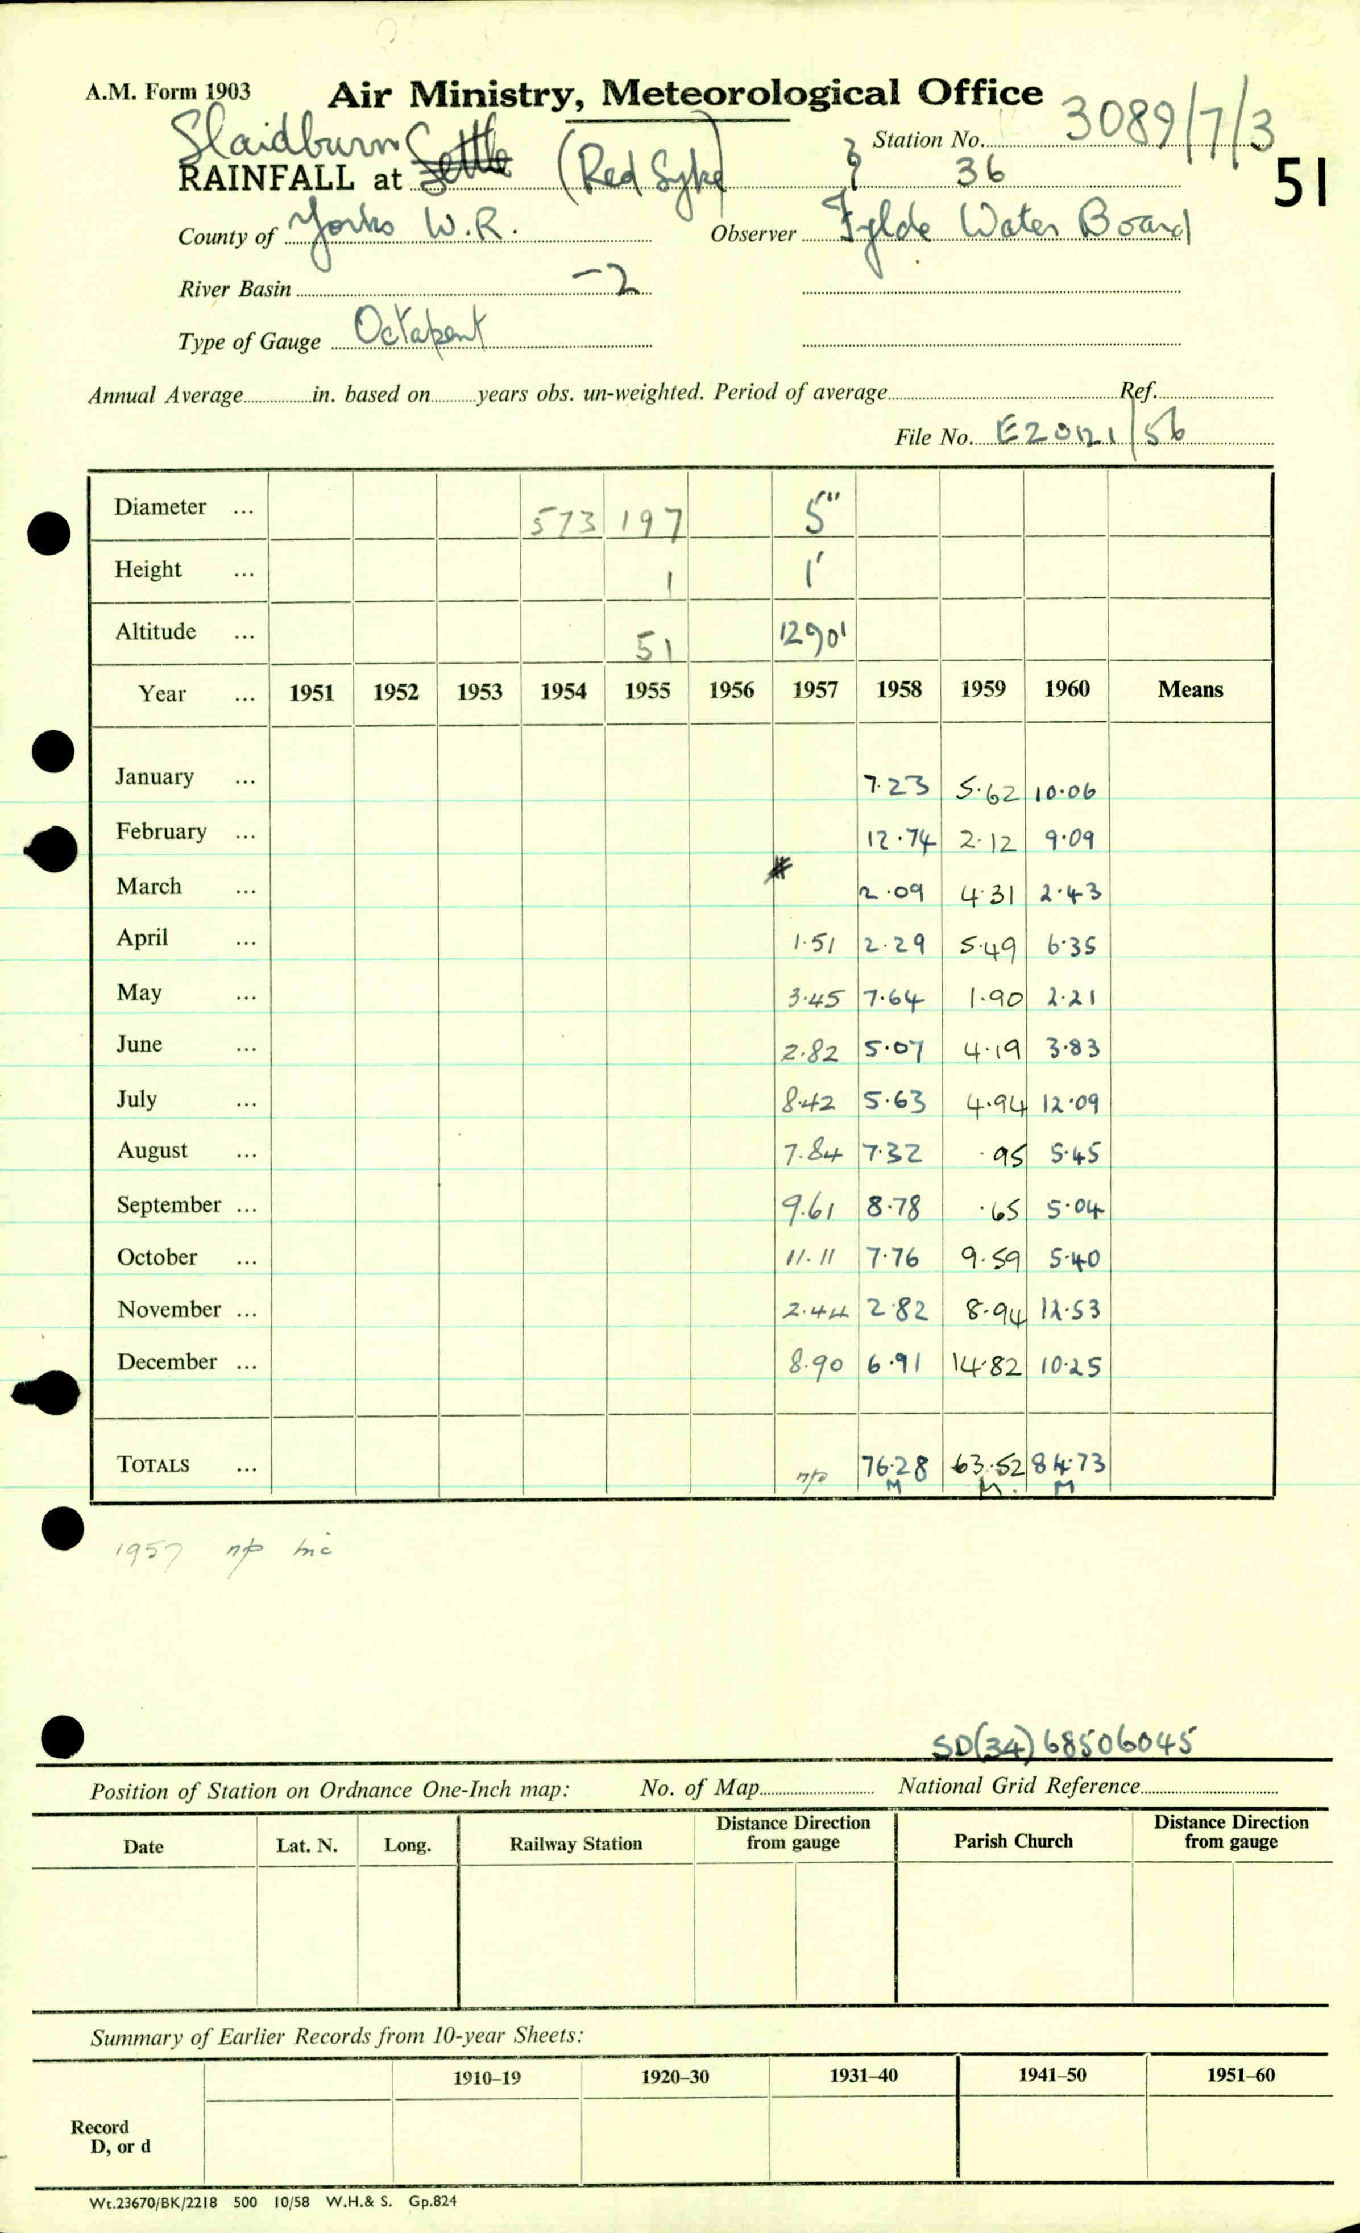 A.M. Form 1903 Air Ministry, Meteorological Office
Station No. 3089/7/3
Slaidburn
RAINFALL at Settle (Red Syke) 36 51
County of Yorks W.R. Observer Fylde Water Board
River Basin -2
Type of Gauge Octapent
Annual Average in. based on years obs. un-weighted. Period of average Ref.
File No. E20121/56
Diameter ... 573 197 5"
Height ... 1 1'
Altitude ... 51 1290'
Year ... 1951 1952 1953 1954 1955 1956 1957 1958 1959 1960 Means
January ... 7.23 5.62 10.06
February ... 12.74 2.12 9.09
March ... 2.09 4.31 2.43
April ... 1.51 2.29 5.49 6.35
May ... 3.45 7.64 1.90 2.21
June ... 2.82 5.07 4.19 3.83
July ... 8.42 5.63 4.94 12.09
August ... 7.84 7.32 .95 5.45
September ... 9.61 8.78 .65 5.04
October ... 11.11 7.76 9.59 5.40
November ... 2.44 2.82 8.94 12.53
December ... 8.90 6.91 14.82 10.25
TOTALS ... np 76.28 63.52 84.73
M M. M
1957 np inc
SD(34)68506045
Position of Station on Ordnance One-Inch map: No. of Map National Grid Reference
Date Lat. N. Long. Railway Station Distance Direction from gauge Parish Church Distance Direction from gauge
Summary of Earlier Records from 10-year Sheets:
1910–19 1920–30 1931–40 1941–50 1951–60
Record
D, or d
Wt.23670/BK/2218 500 10/58 W.H.& S. Gp.824